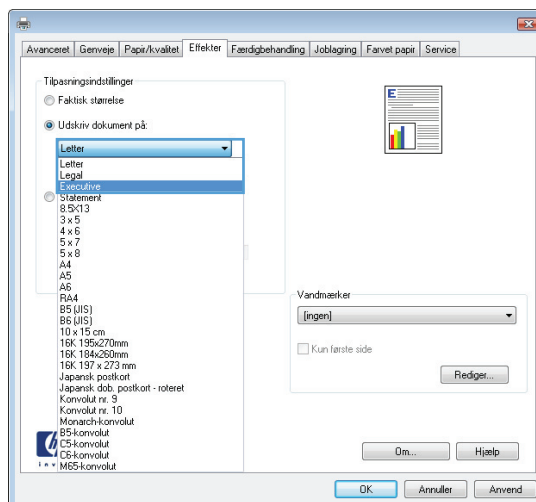 Avanceret Genveje Papir/kvalitet Effekter Færdigbehandling Joblagring Farvet papir Service
Tilpasningsindstillinger
Faktisk størrelse
Udskriv dokument på:
Letter
Letter
Legal
Executive
Statement
8.5X13
3 x 5
4 x 6
5 x 7
5 x 8
A4
A5
A6
RA4
B5 (JIS)
B6 (JIS)
10 x 15 cm
16K 195x270mm
16K 184x260mm
16K 197 x 273 mm
Japansk postkort
Japansk dob. postkort - roteret
Konvolut nr. 9
Konvolut nr. 10
Monarch-konvolut
B5-konvolut
C5-konvolut
C6-konvolut
M65-konvolut
E
Vandmærker
[ingen]
Kun første side
Rediger...
Om... Hjælp
OK Annuller Anvend